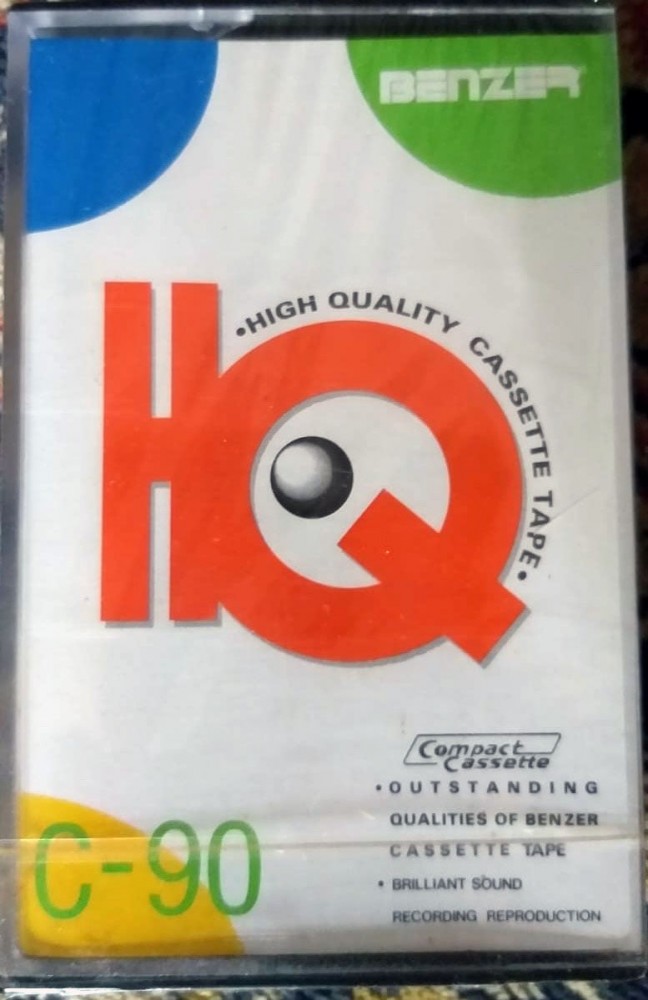 BENZER
HQ
•HIGH QUALITY CASSETTE TAPE•
Compact
Cassette
•OUTSTANDING
QUALITIES OF BENZER
CASSETTE TAPE
• BRILLIANT SOUND
RECORDING REPRODUCTION
C-90